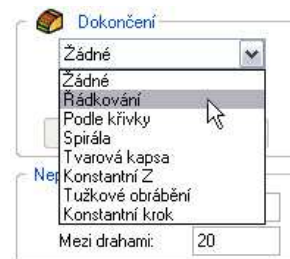 Dokončení
Žádné
Žádné
Řádkování
Podle křivky
Spirála
Tvarová kapsa
Nep
Konstantní Z
Tužkové obrábění
Konstantní krok
Mezi drahami: 20